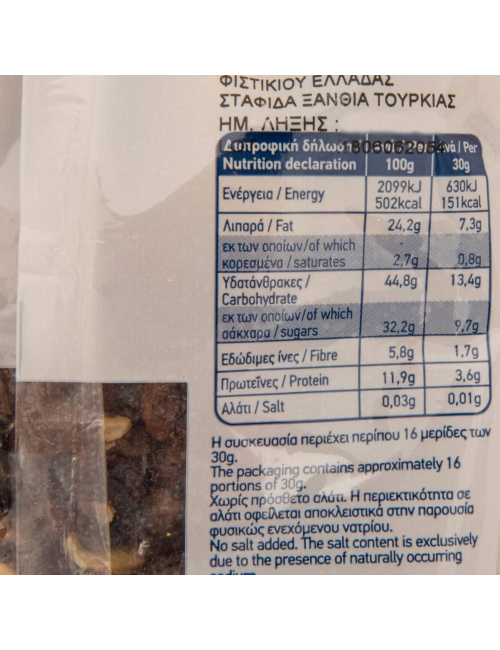 ΦΙΣΤΙΚΙΟΥ ΕΛΛΑΔΑΣ
ΣΤΑΦΙΔΑ ΞΑΝΘΙΑ ΤΟΥΡΚΙΑΣ
ΗΜ. ΛΗΞΗΣ :
Διατροφική δήλωση ανά / Per ανά / Per
Nutrition declaration 100g 30g
Ενέργεια / Energy 2099kJ 630kJ
502kcal 151kcal
Λιπαρά / Fat 24,2g 7,3g
εκ των οποίων/of which
κορεσμένα / saturates 2,7g 0,8g
Υδατάνθρακες / 44,8g 13,4g
Carbohydrate
εκ των οποίων/of which
σάκχαρα / sugars 32,2g 9,7g
Εδώδιμες ίνες / Fibre 5,8g 1,7g
Πρωτεΐνες / Protein 11,9g 3,6g
Αλάτι / Salt 0,03g 0,01g
Η συσκευασία περιέχει περίπου 16 μερίδες των
30g.
The packaging contains approximately 16
portions of 30g.
Χωρίς πρόσθετο αλάτι. Η περιεκτικότητα σε
αλάτι οφείλεται αποκλειστικά στην παρουσία
φυσικώς ενεχόμενου νατρίου.
No salt added. The salt content is exclusively
due to the presence of naturally occurring
sodium.